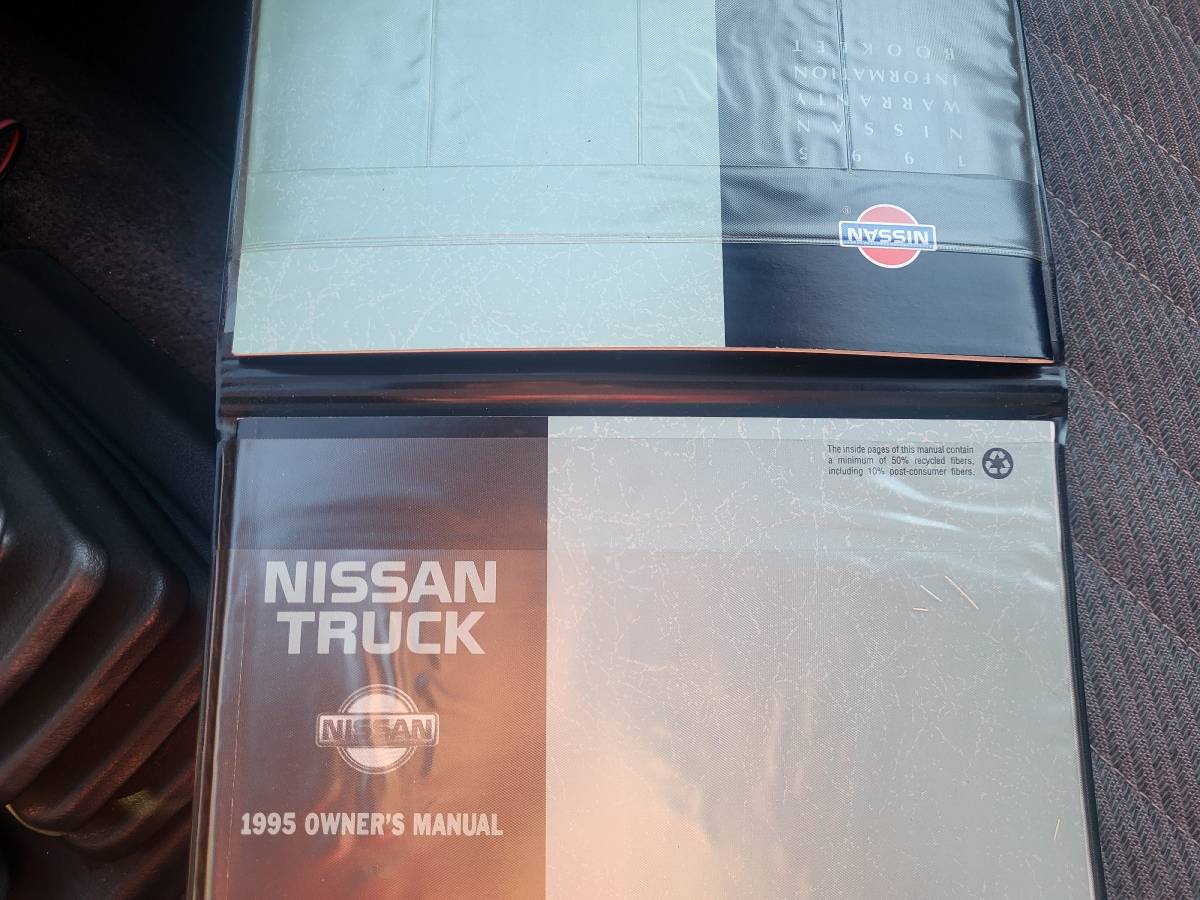 1995
NISSAN
WARRANTY
INFORMATION
BOOKLET
NISSAN
®
The inside pages of this manual contain
a minimum of 50% recycled fibers,
including 10% post-consumer fibers.
NISSAN
TRUCK
NISSAN
1995 OWNER'S MANUAL